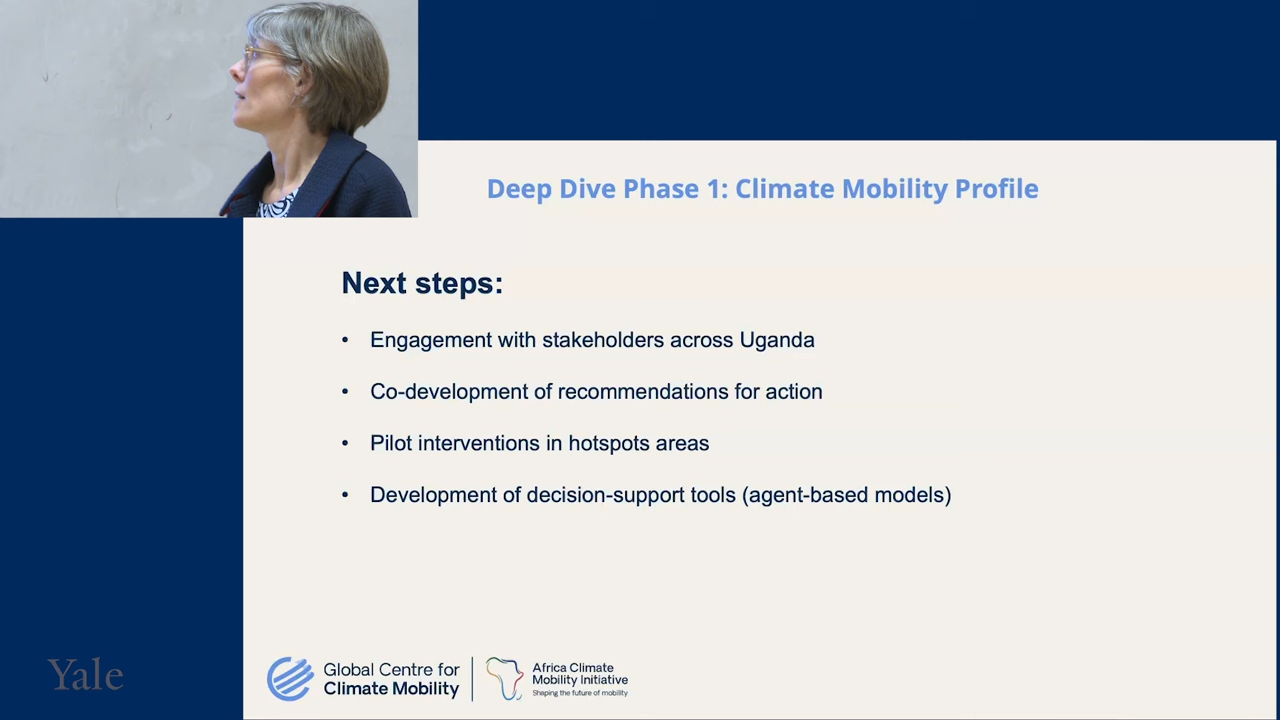 Deep Dive Phase 1: Climate Mobility Profile
Next steps:
• Engagement with stakeholders across Uganda
• Co-development of recommendations for action
• Pilot interventions in hotspots areas
• Development of decision-support tools (agent-based models)
Yale
Global Centre for
Climate Mobility
Africa Climate
Mobility Initiative
Shaping the future of mobility